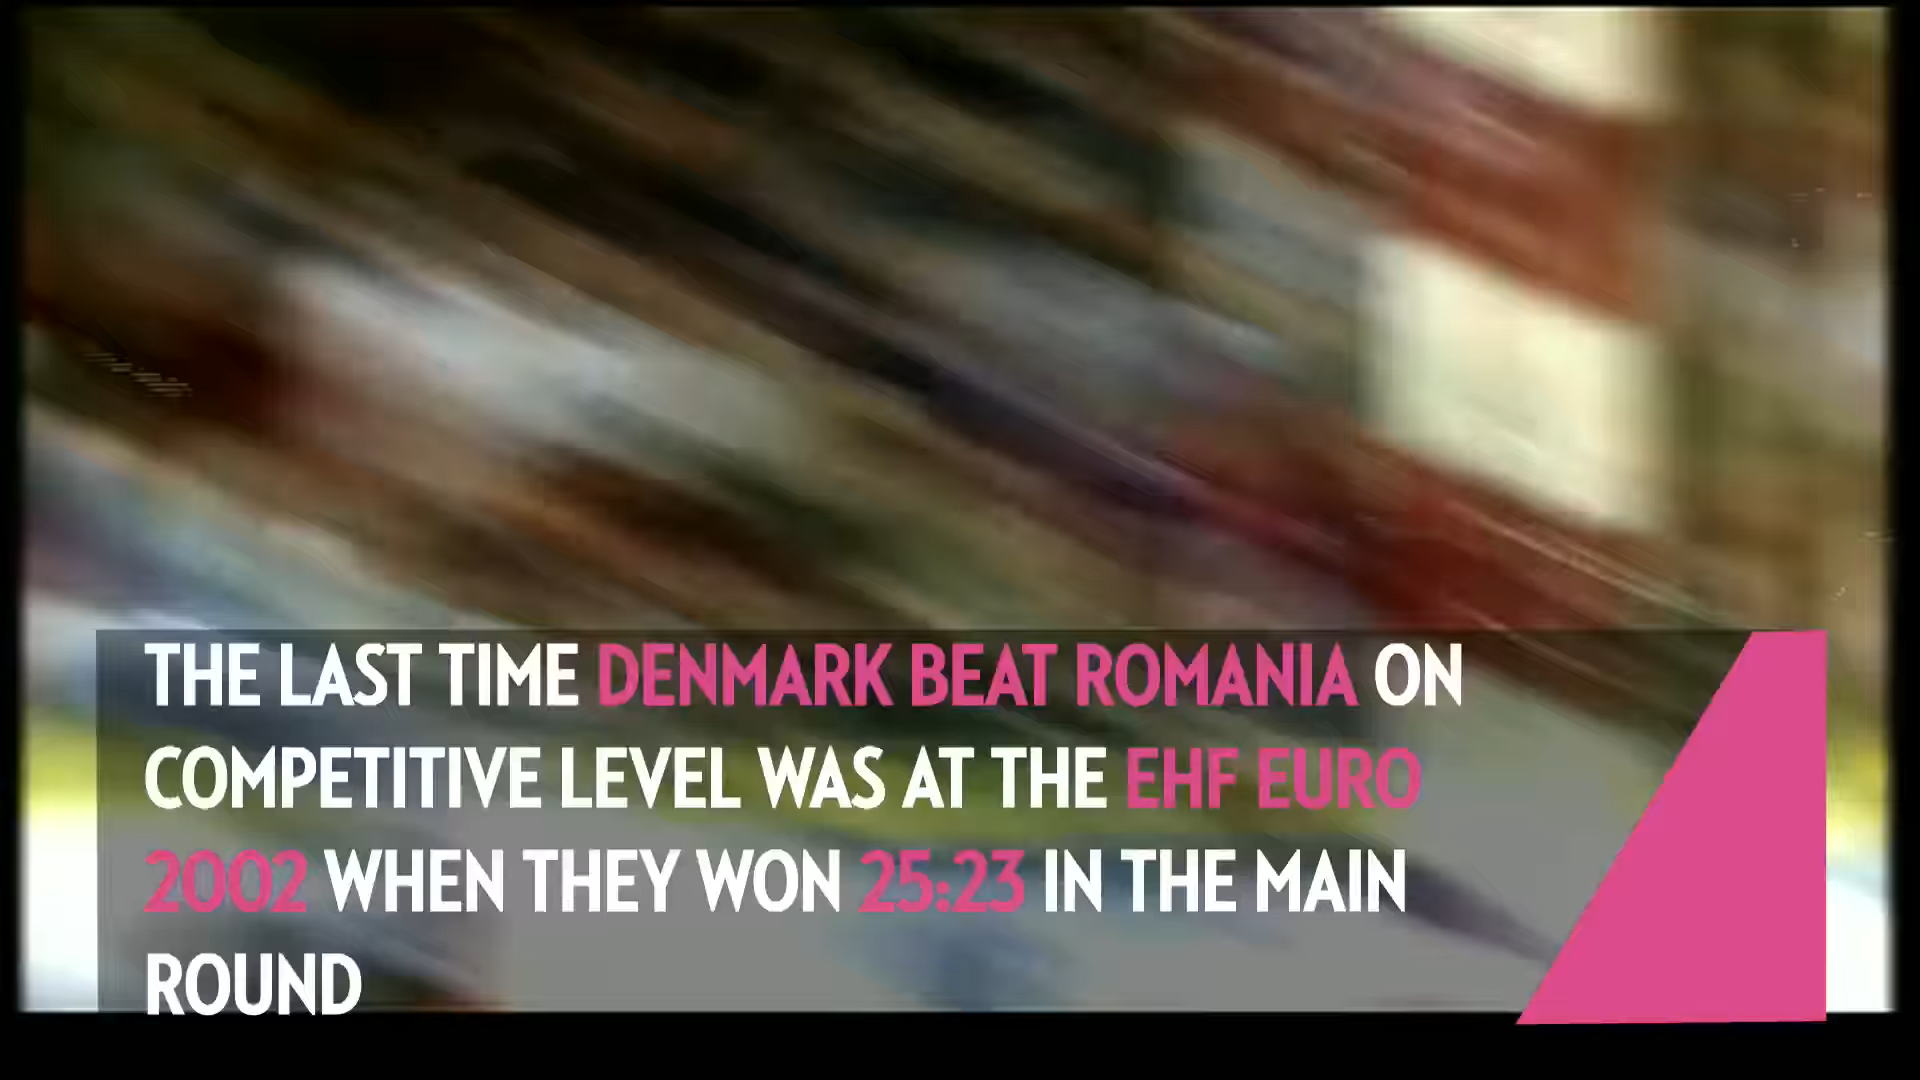 THE LAST TIME DENMARK BEAT ROMANIA ON
COMPETITIVE LEVEL WAS AT THE EHF EURO
2002 WHEN THEY WON 25:23 IN THE MAIN
ROUND